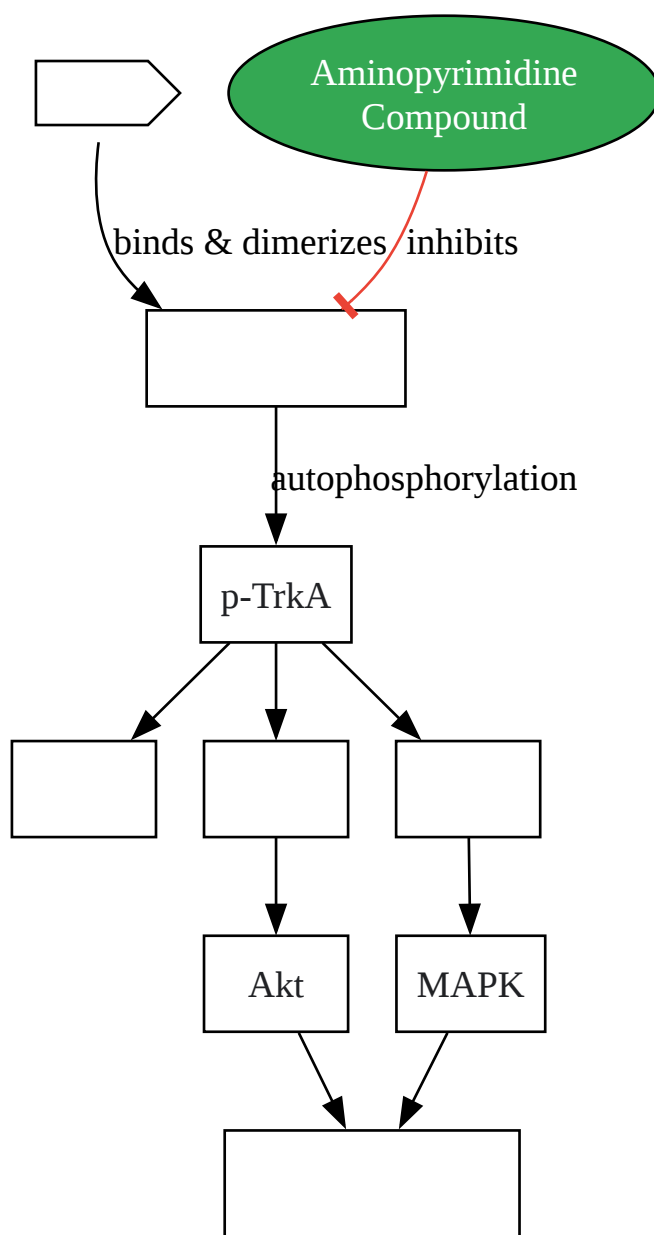 Aminopyrimidine
Compound
binds & dimerizes
inhibits
autophosphorylation
p-TrkA
Akt
MAPK